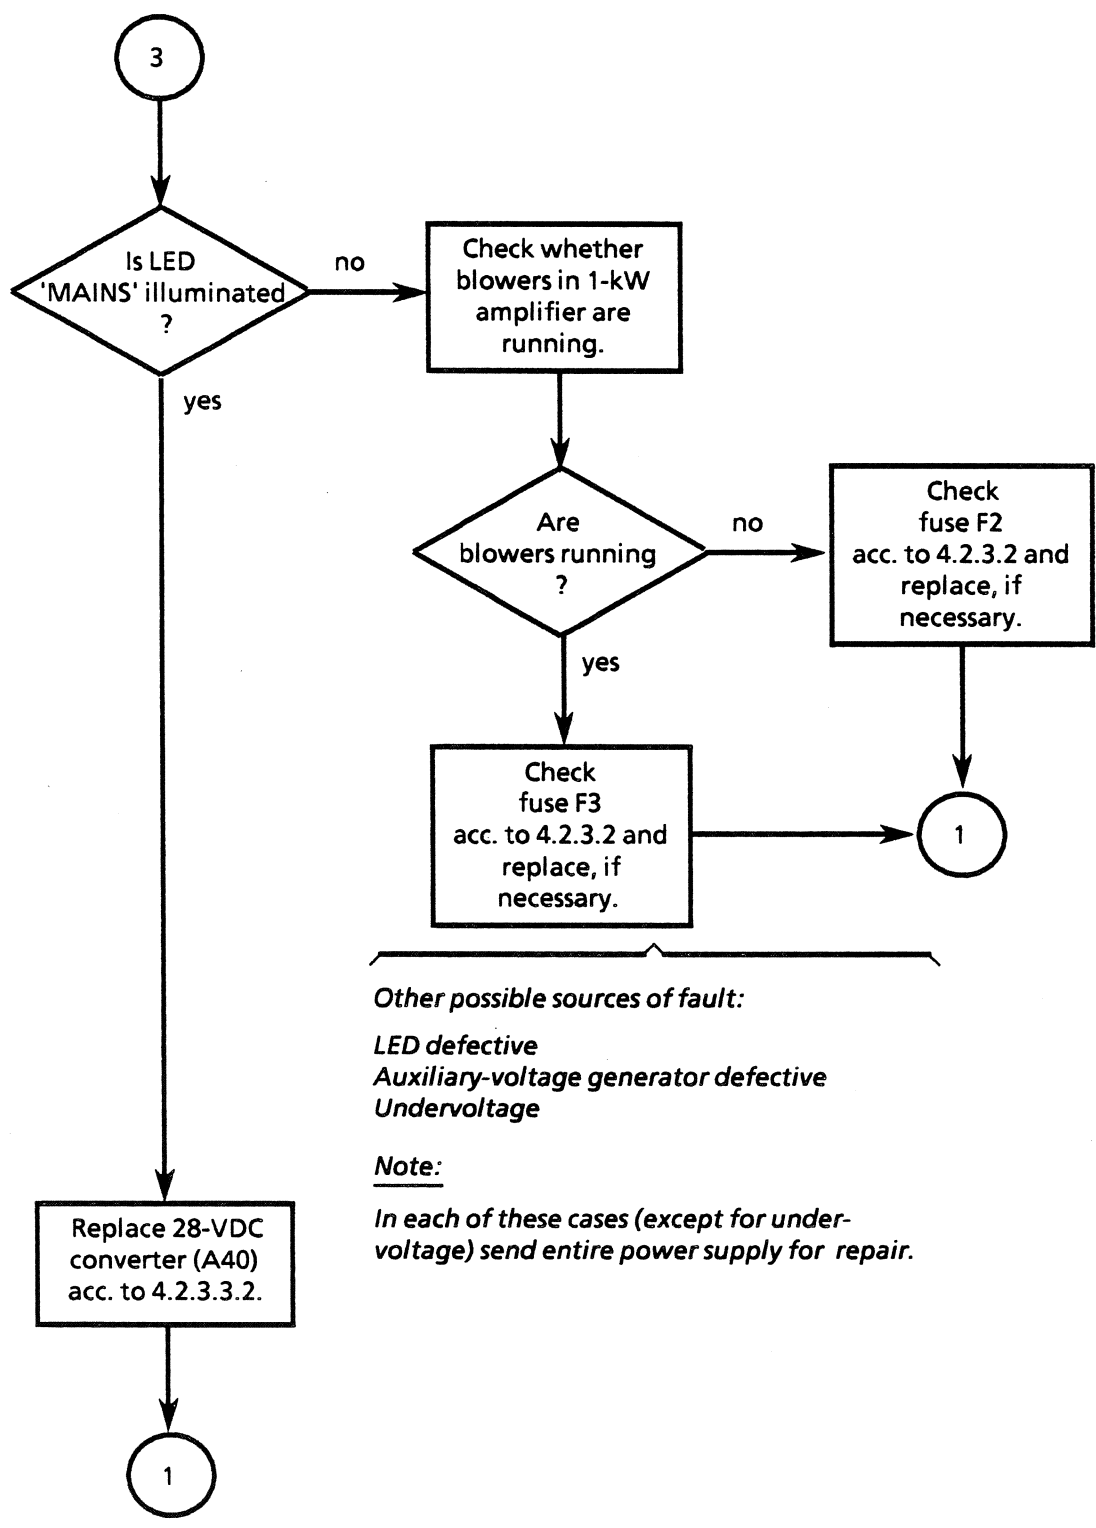 3
Is LED
'MAINS' illuminated
?
no
yes
Check whether
blowers in 1-kW
amplifier are
running.
Are
blowers running
?
no
yes
Check
fuse F2
acc. to 4.2.3.2 and
replace, if
necessary.
Check
fuse F3
acc. to 4.2.3.2 and
replace, if
necessary.
1
Other possible sources of fault:
LED defective
Auxiliary-voltage generator defective
Undervoltage
Note:
In each of these cases (except for under-
voltage) send entire power supply for repair.
Replace 28-VDC
converter (A40)
acc. to 4.2.3.3.2.
1